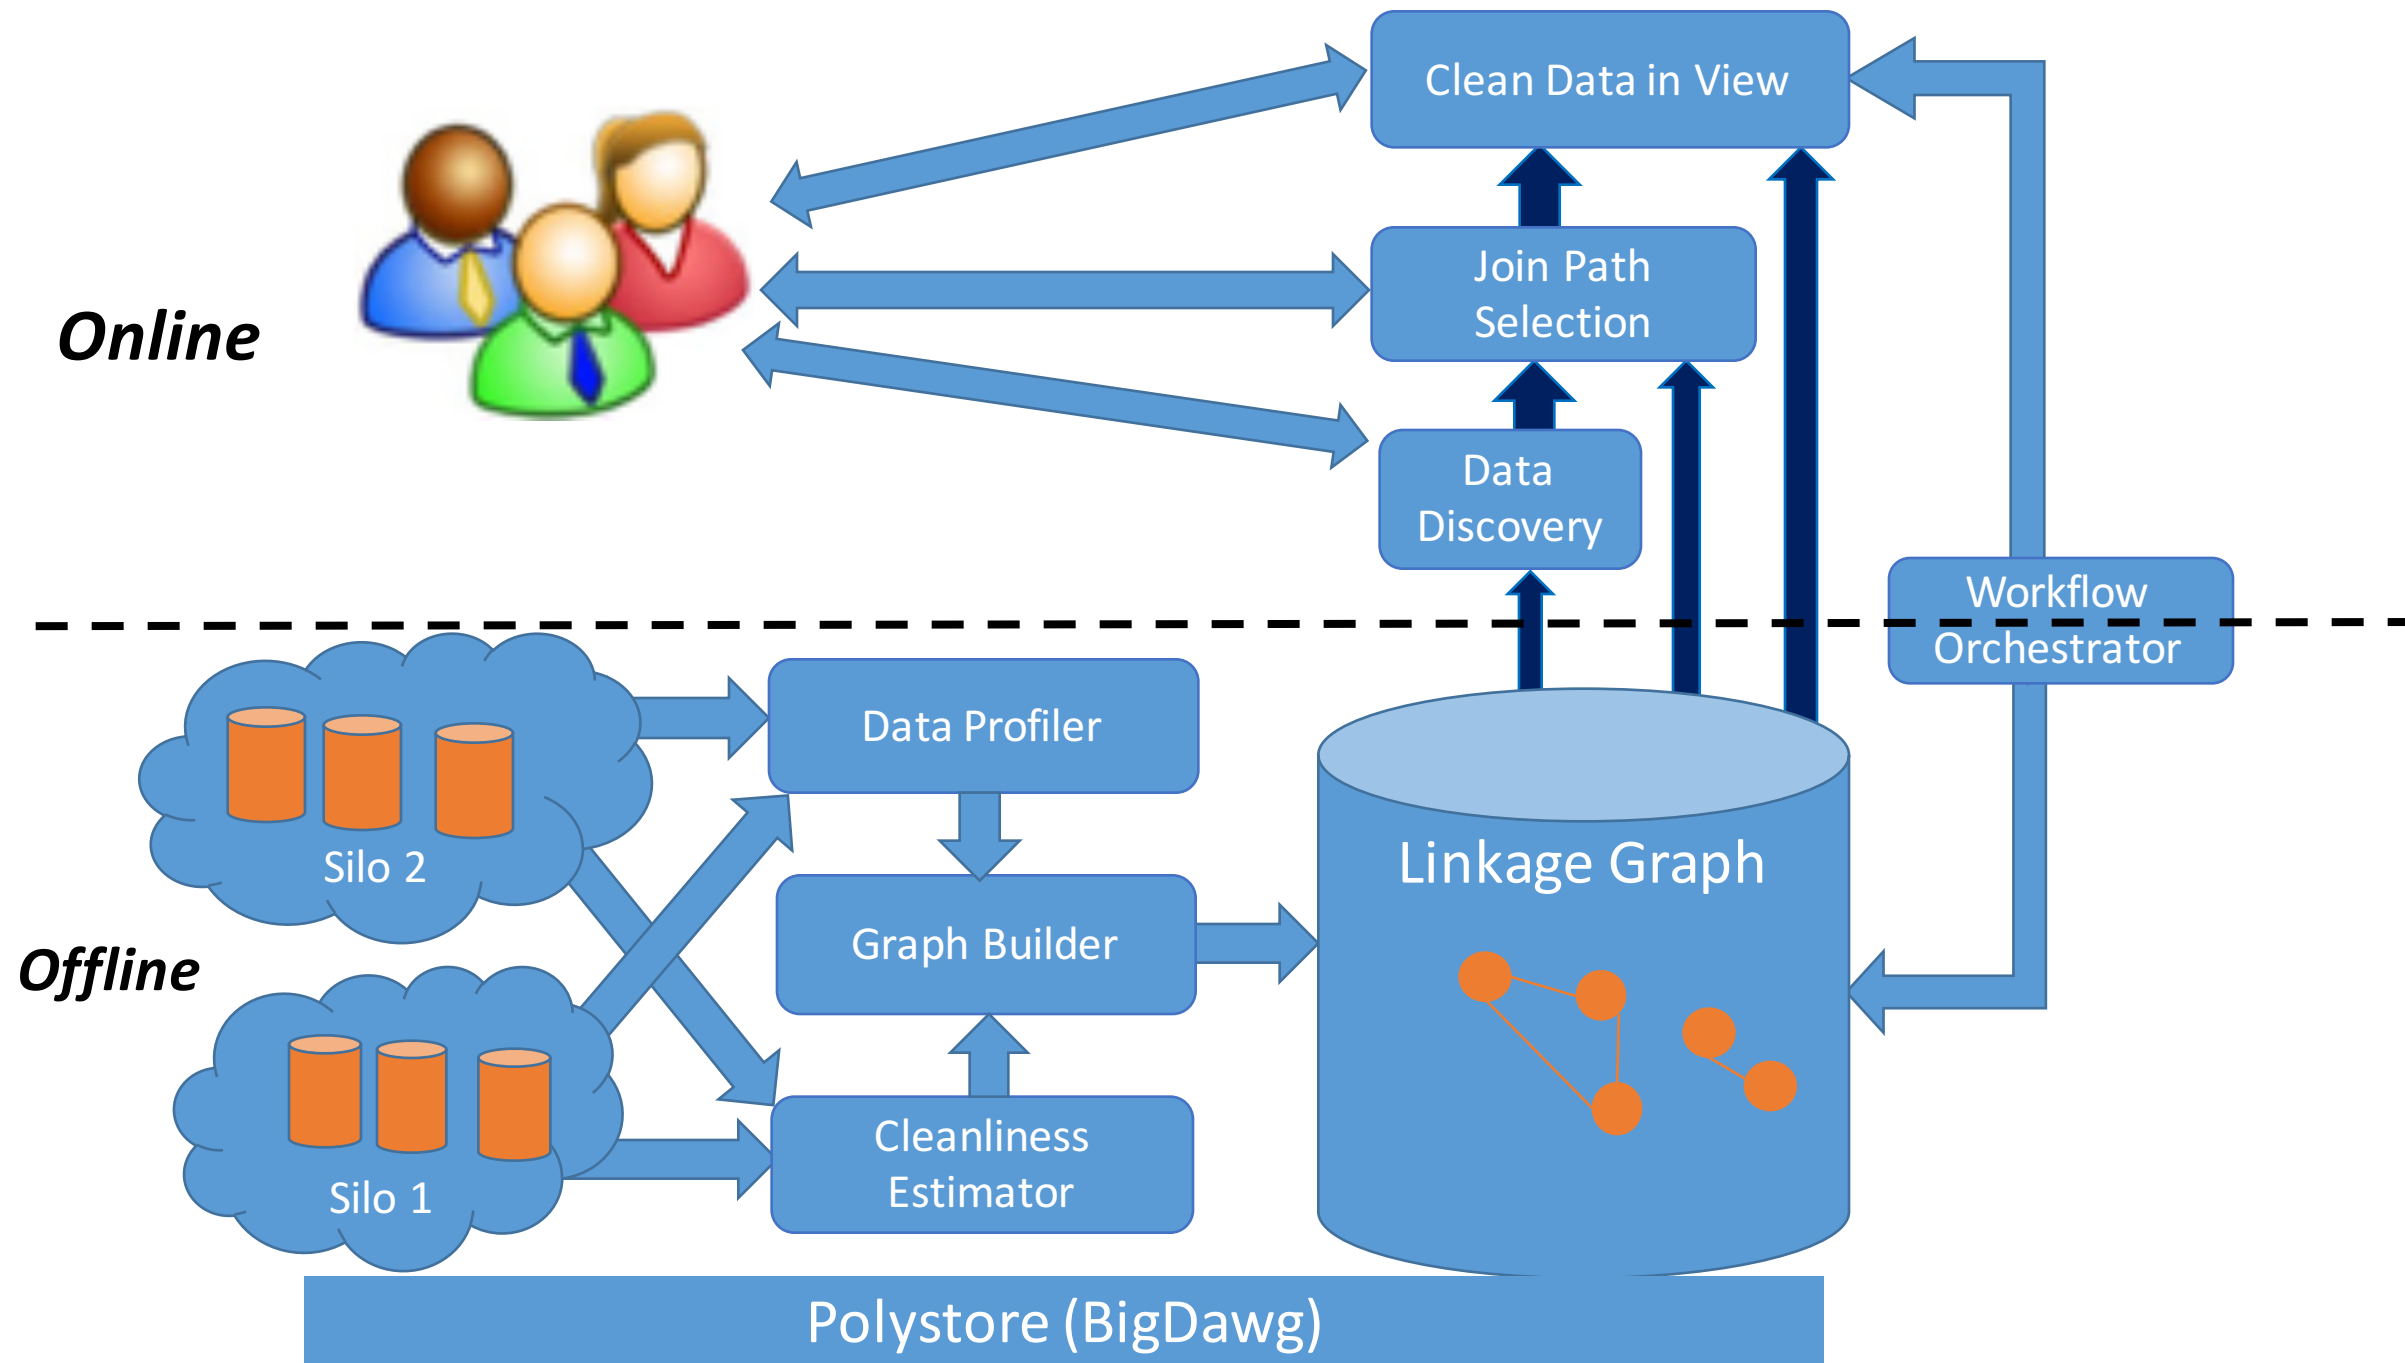 Clean Data in View
Join Path
Selection
Online
Data
Discovery
Workflow
Orchestrator
Data Profiler
Linkage Graph
Silo 2
Graph Builder
Offline
Cleanliness
Estimator
Silo 1
Polystore (BigDawg)